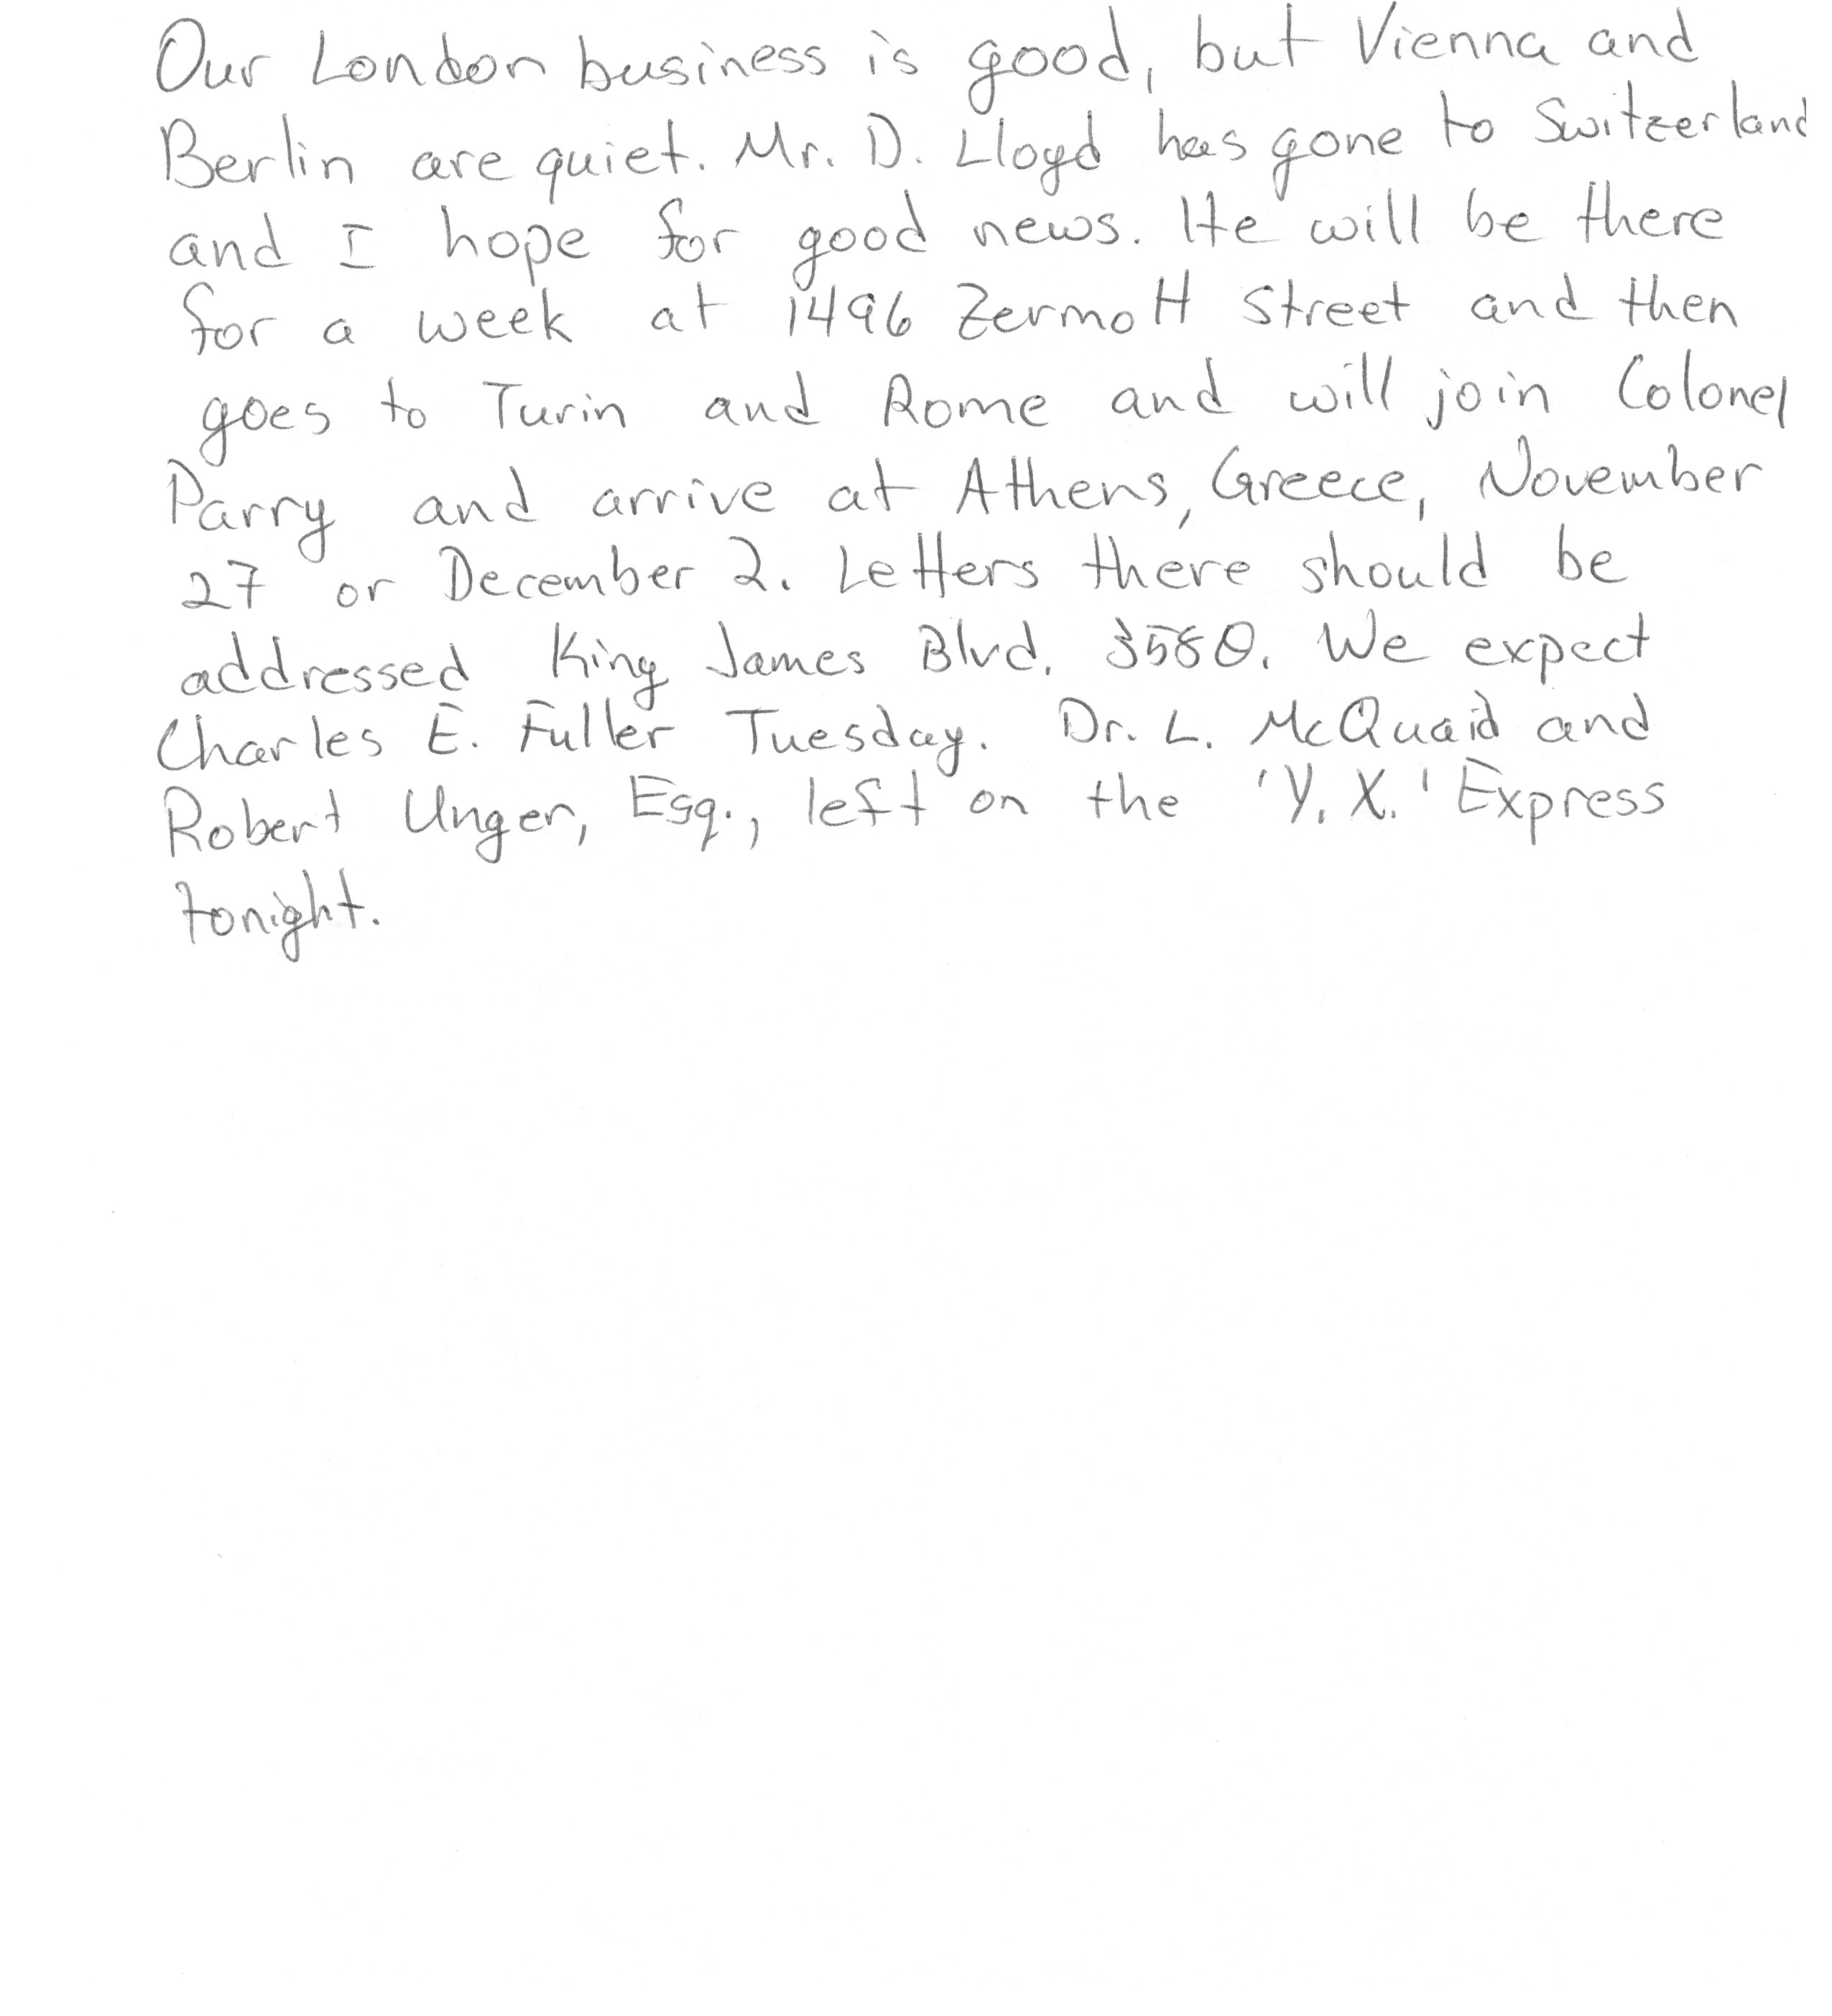 Our London business is good, but Vienna and
Berlin are quiet. Mr. D. Lloyd has gone to Switzerland
and I hope for good news. He will be there
for a week at 1496 Zermott Street and then
goes to Turin and Rome and will join Colonel
Parry and arrive at Athens, Greece, November
27 or December 2. Letters there should be
addressed King James Blvd. 3580. We expect
Charles E. Fuller Tuesday. Dr. L. McQuaid and
Robert Unger, Esq., left on the 'Y. X.' Express
tonight.